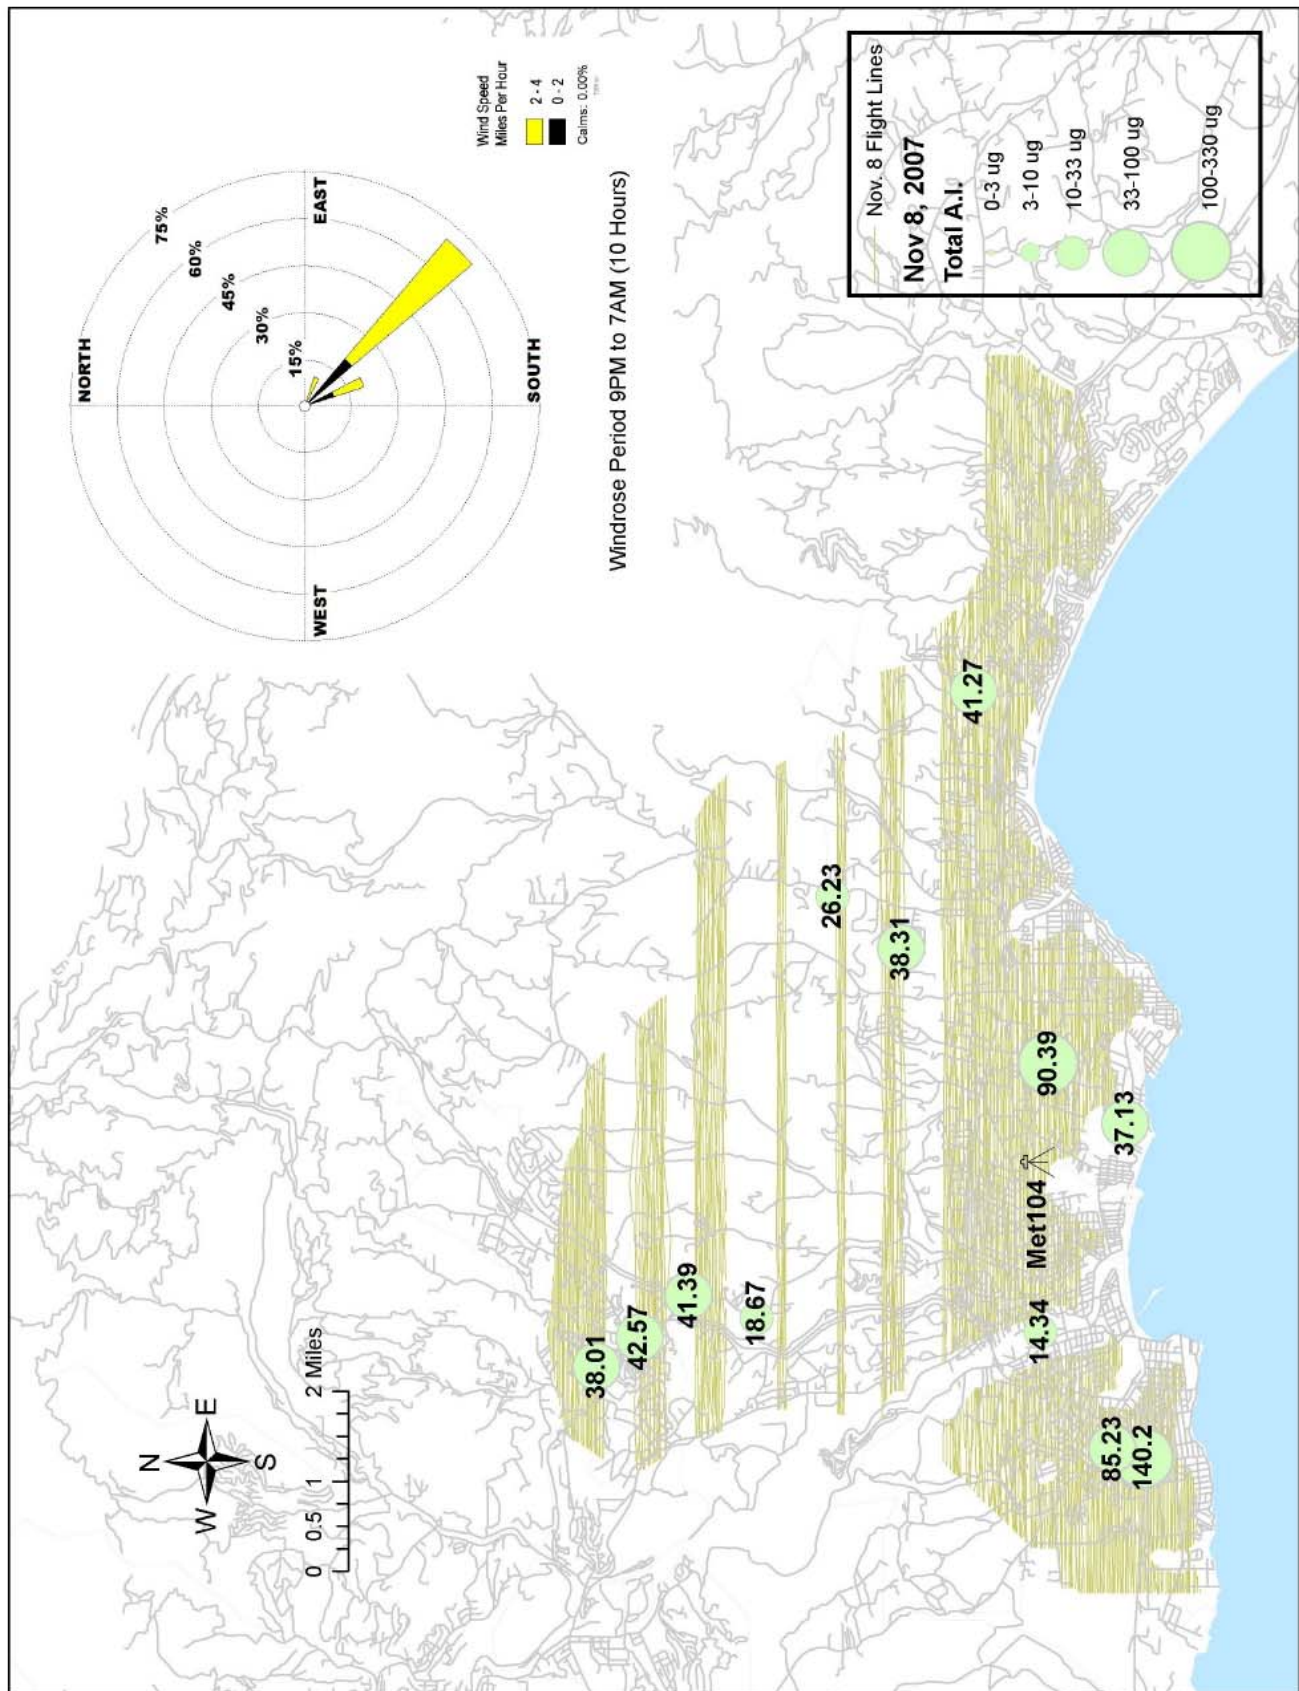 NORTH
75%
60%
45%
30%
15%
WEST
EAST
SOUTH
Wind Speed
Miles Per Hour
2 - 4
0 - 2
Calms: 0.00%
Windrose Period 9PM to 7AM (10 Hours)
N
W
E
S
0 0.5 1 2 Miles
38.01
42.57
41.39
18.67
26.23
38.31
41.27
85.23
140.2
14.34
Met104
90.39
37.13
Nov. 8 Flight Lines
Nov 8, 2007
Total A.I.
0-3 ug
3-10 ug
10-33 ug
33-100 ug
100-330 ug